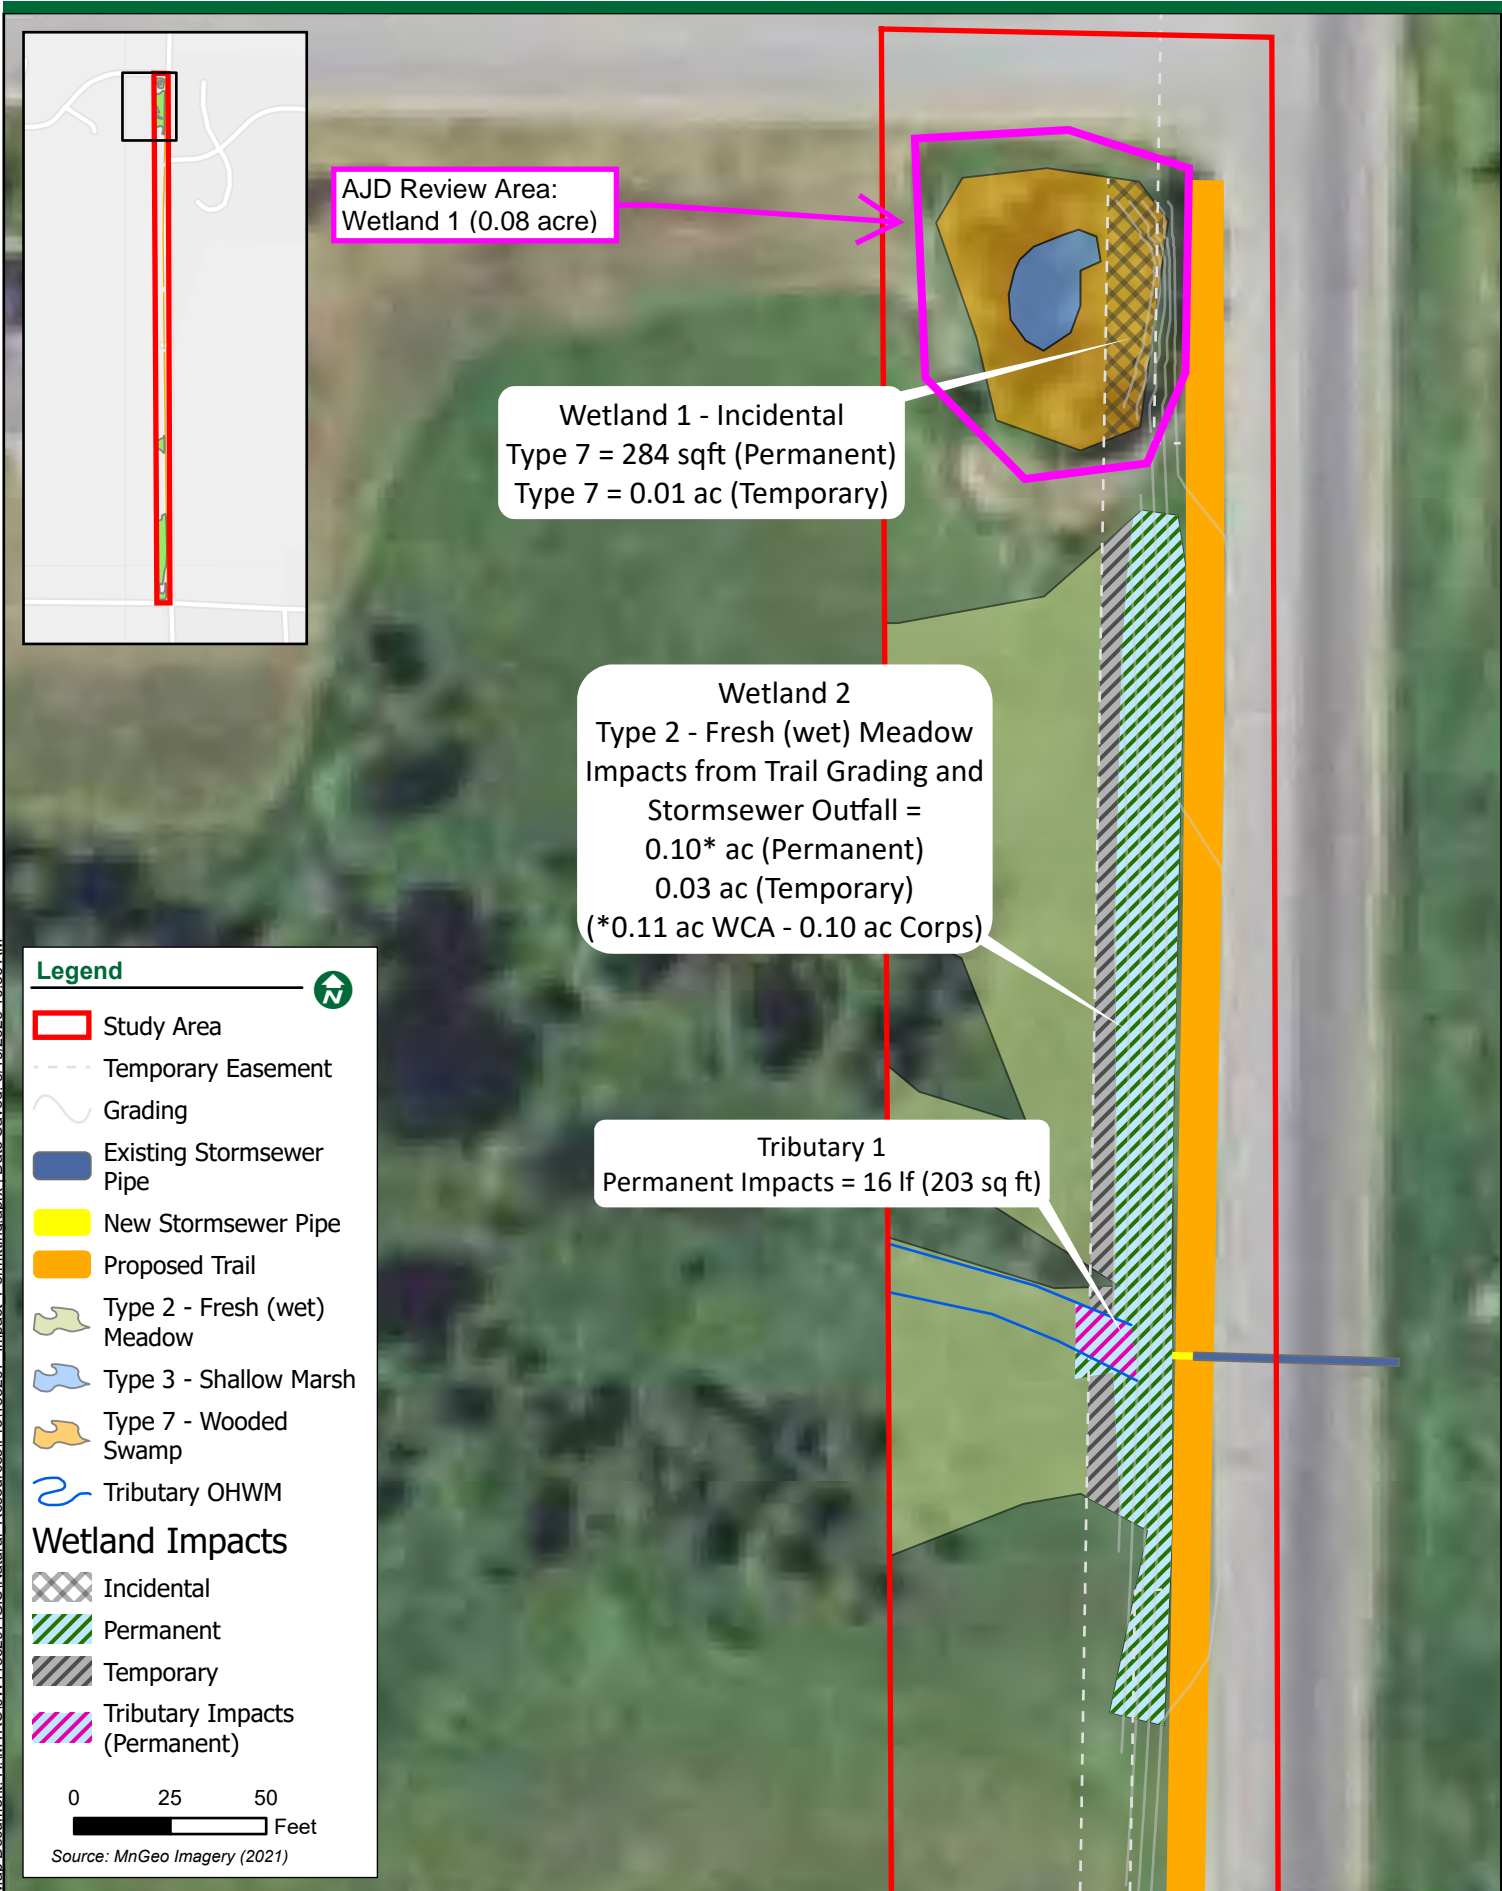 AJD Review Area:
Wetland 1 (0.08 acre)
Wetland 1 - Incidental
Type 7 = 284 sqft (Permanent)
Type 7 = 0.01 ac (Temporary)
Wetland 2
Type 2 - Fresh (wet) Meadow
Impacts from Trail Grading and
Stormsewer Outfall =
0.10* ac (Permanent)
0.03 ac (Temporary)
(*0.11 ac WCA - 0.10 ac Corps)
Tributary 1
Permanent Impacts = 16 lf (203 sq ft)
Legend
N
Study Area
Temporary Easement
Grading
Existing Stormsewer
Pipe
New Stormsewer Pipe
Proposed Trail
Type 2 - Fresh (wet)
Meadow
Type 3 - Shallow Marsh
Type 7 - Wooded
Swamp
Tributary OHWM
Wetland Impacts
Incidental
Permanent
Temporary
Tributary Impacts
(Permanent)
0 25 50
Feet
Source: MnGeo Imagery (2021)